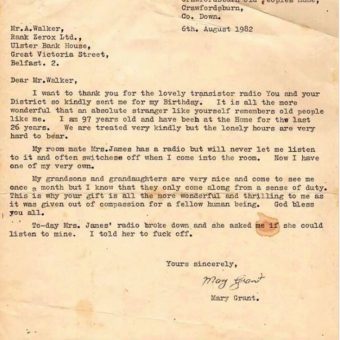 Crawfordsburn,
Co. Down.
Mr.A.Walker,
Rank Zerox Ltd.,
Ulster Bank House,
Great Victoria Street,
Belfast. 2.
6th. August 1982
Dear Mr.Walker,
I want to thank you for the lovely transistor radio You and your
District so kindly sent me for my Birthday. It is all the more
wonderful that an absolute stranger like yourself remembers old people
like me. I am 97 years old and have been at the Home for the last
26 years. We are treated very kindly but the lonely hours are very
hard to bear.
My room mate Mrs.James has a radio but will never let me listen
to it and often switches off when I come into the room. Now I have
one of my very own.
My grandsons and grandaughters are very nice and come to see me
once a month but I know that they only come along from a sense of duty.
This is why your gift is all the more wonderful and thrilling to me as
it was given out of compassion for a fellow human being. God bless
you all.
To-day Mrs. James' radio broke down and she asked me if she could
listen to mine. I told her to fuck off.
Yours sincerely,
Mary Grant
Mary Grant.